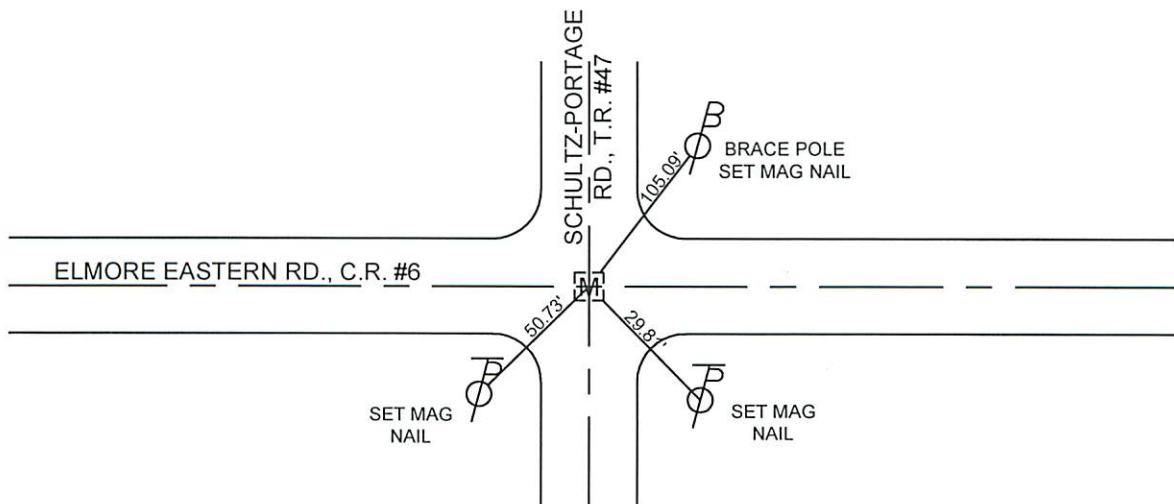 SCHULTZ-PORTAGE
RD., T.R. #47
B
BRACE POLE
SET MAG NAIL
105.09'
ELMORE EASTERN RD., C.R. #6
M
50.73'
29.81'
P
SET MAG
NAIL
P
SET MAG
NAIL